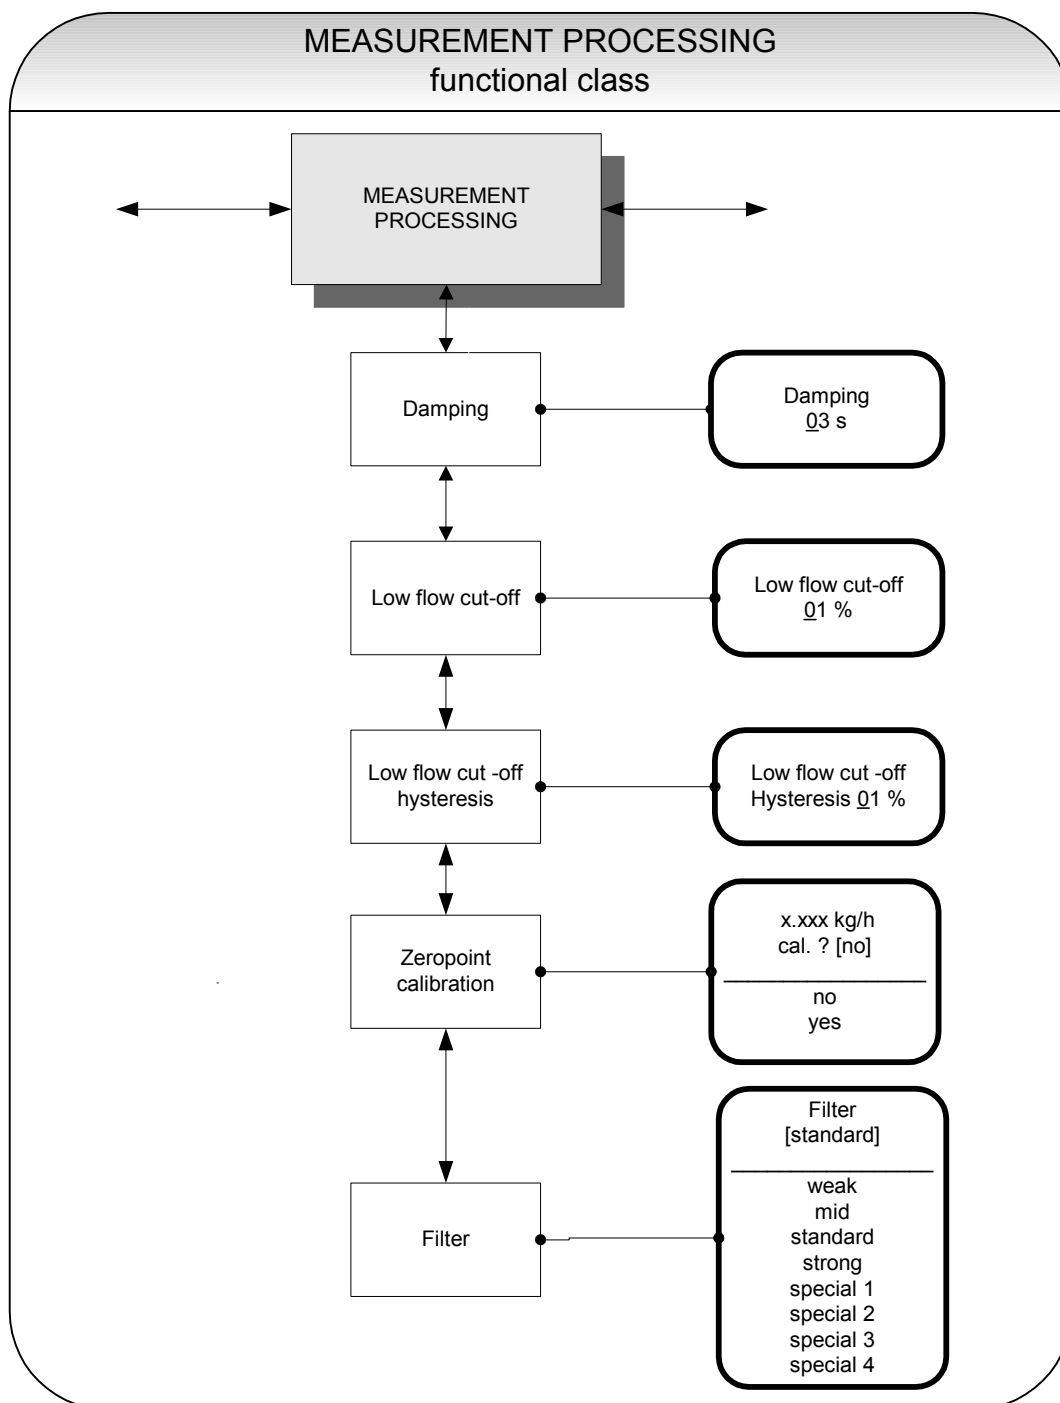 MEASUREMENT PROCESSING
functional class
MEASUREMENT
PROCESSING
Damping
Damping
03 s
Low flow cut-off
Low flow cut-off
01 %
Low flow cut -off
hysteresis
Low flow cut -off
Hysteresis 01 %
Zeropoint
calibration
x.xxx kg/h
cal. ? [no]
no
yes
Filter
Filter
[standard]
weak
mid
standard
strong
special 1
special 2
special 3
special 4